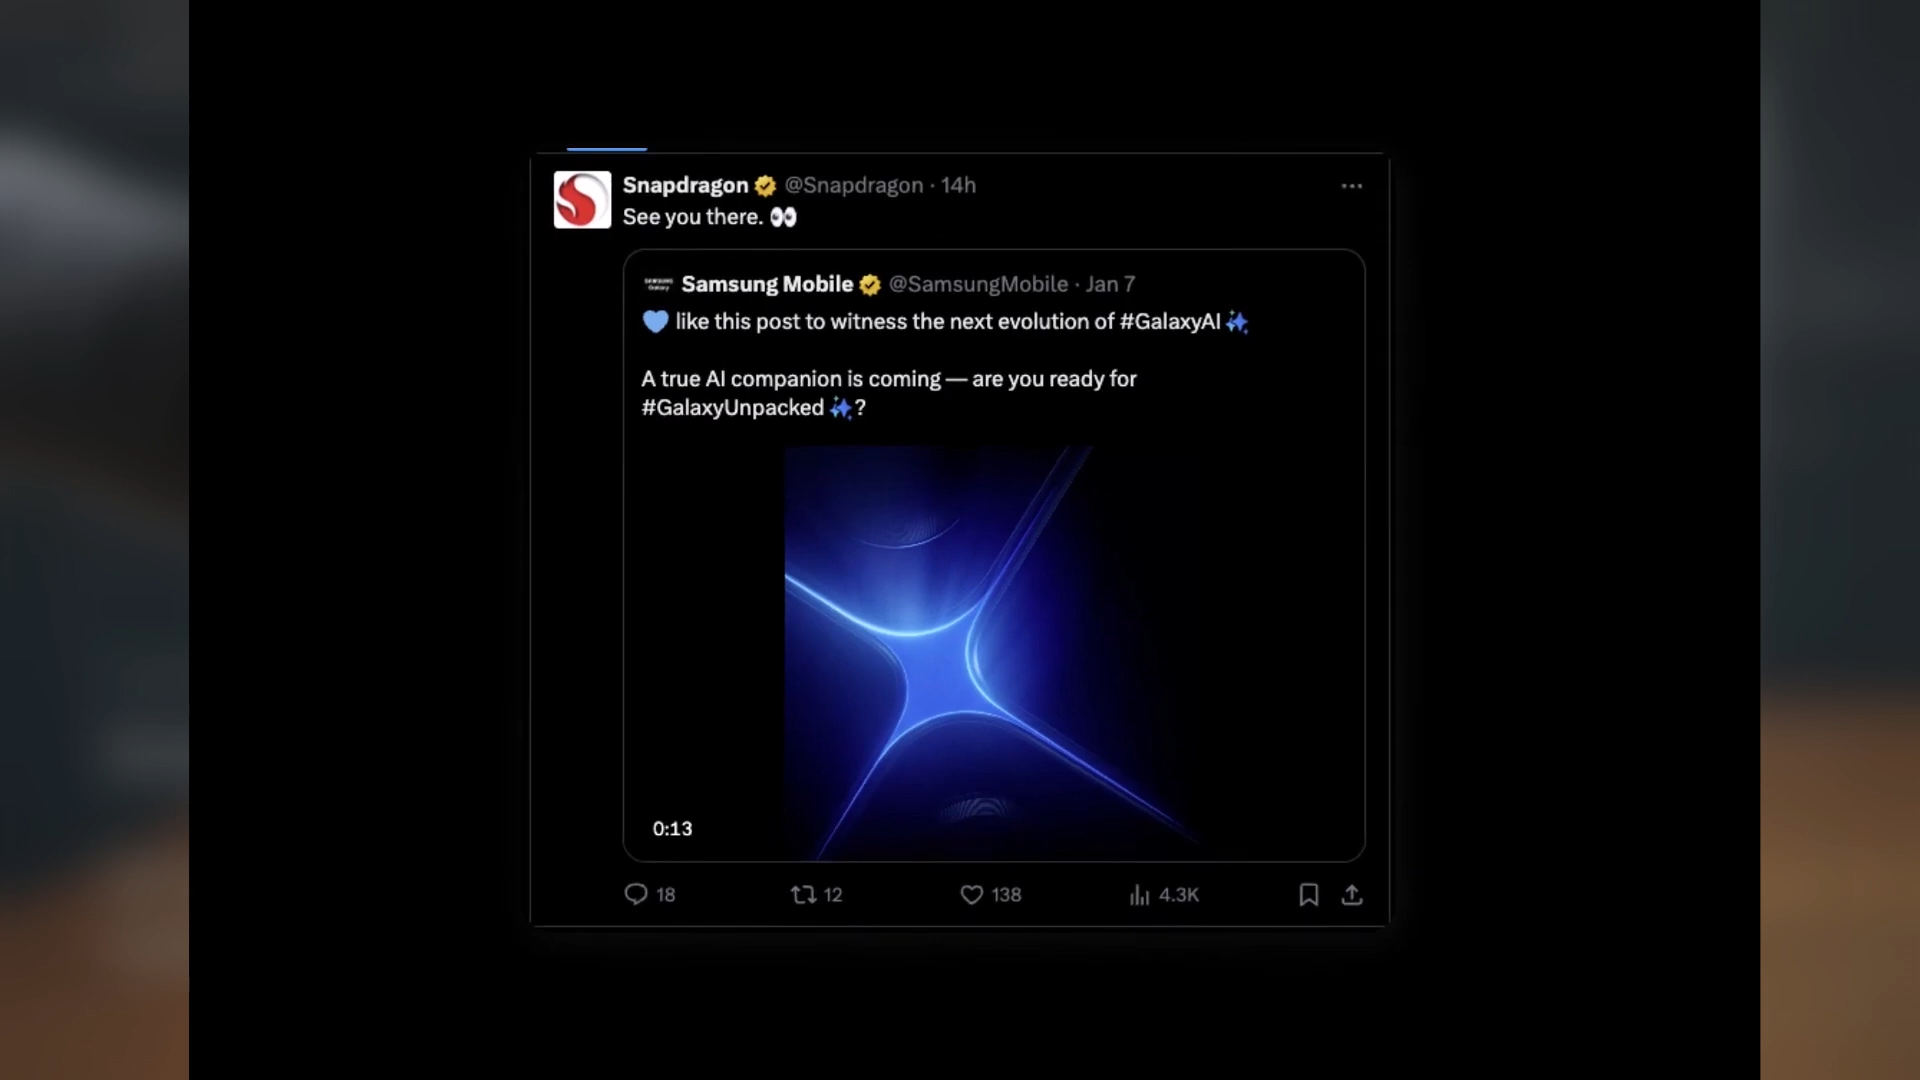 Snapdragon @Snapdragon · 14h
See you there. 👀
Samsung Mobile @SamsungMobile · Jan 7
💙 like this post to witness the next evolution of #GalaxyAI✨
A true AI companion is coming — are you ready for
#GalaxyUnpacked ✨?
0:13
18 12 138 4.3K